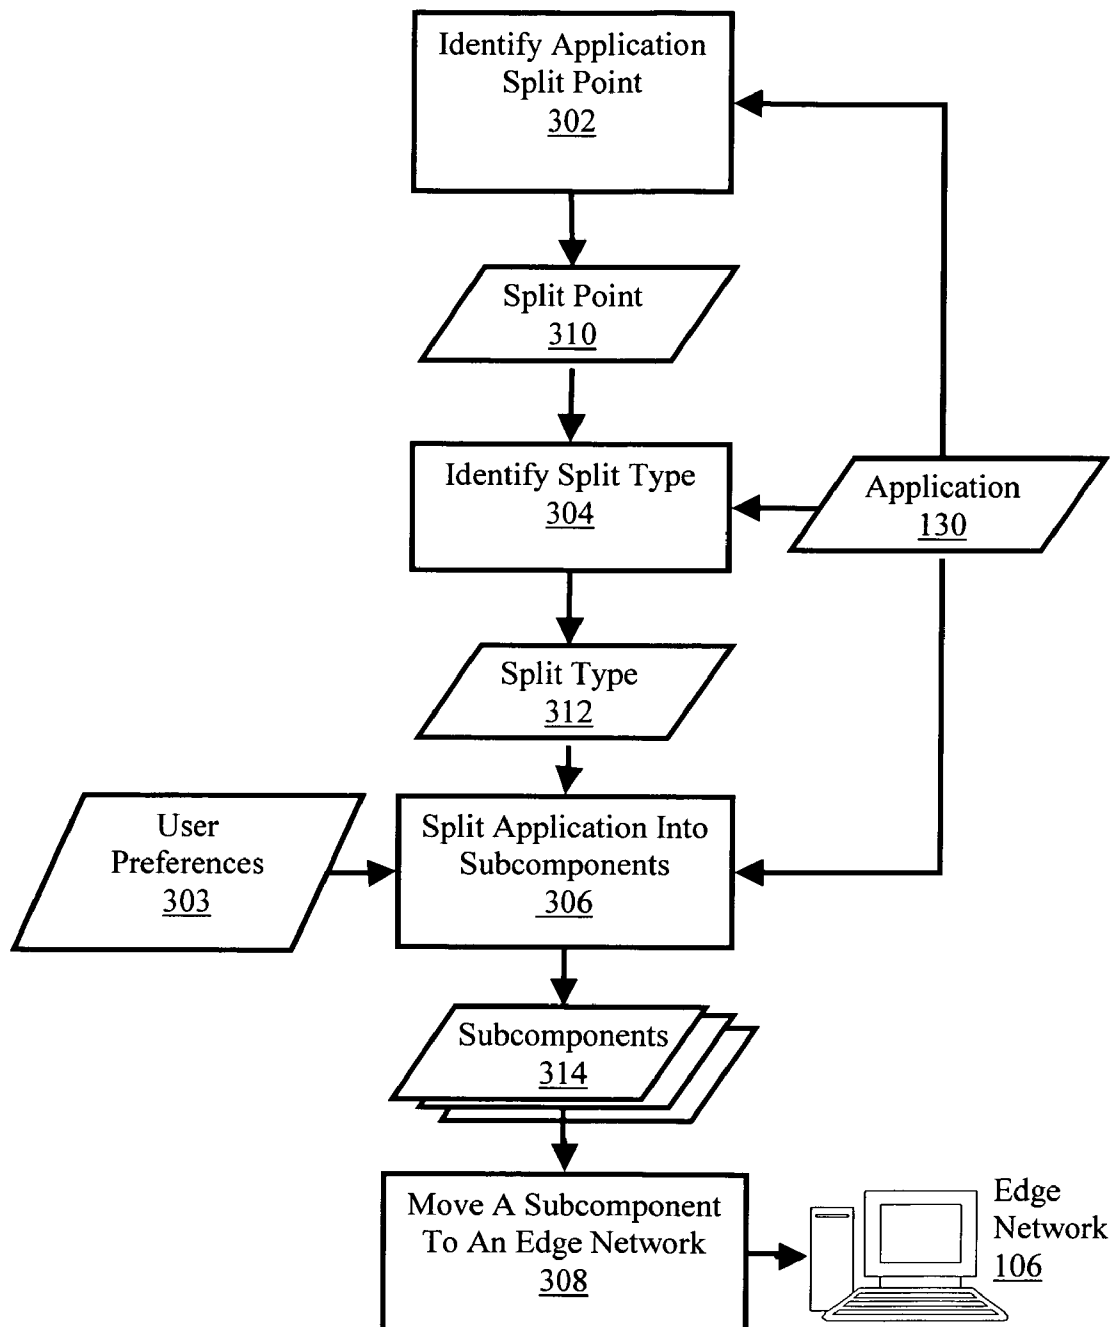 Identify Application
Split Point
302
Split Point
310
Identify Split Type
304
Application
130
Split Type
312
User
Preferences
303
Split Application Into
Subcomponents
306
Subcomponents
314
Move A Subcomponent
To An Edge Network
308
Edge
Network
106